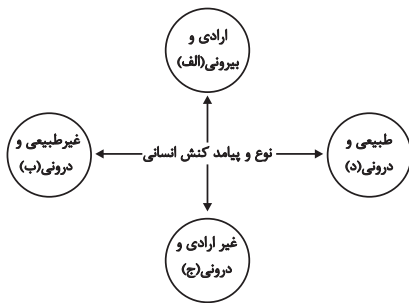 ارادی و
بیرونی(الف)
طبیعی و
درونی(د)
نوع و پیامد کنش انسانی
غیرطبیعی و
درونی(ب)
غیر ارادی و
درونی(ج)